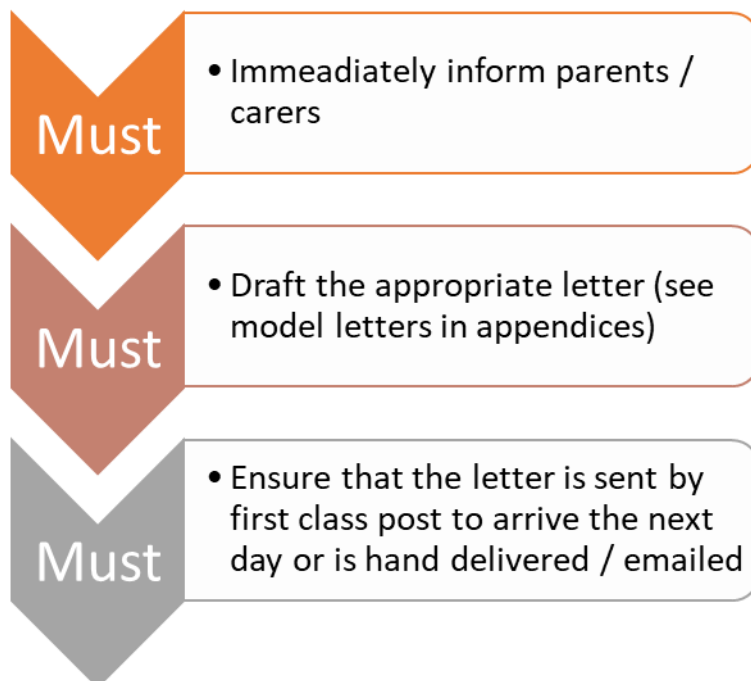 Must
• Immeadiately inform parents /
carers
Must
• Draft the appropriate letter (see
model letters in appendices)
Must
• Ensure that the letter is sent by
first class post to arrive the next
day or is hand delivered / emailed